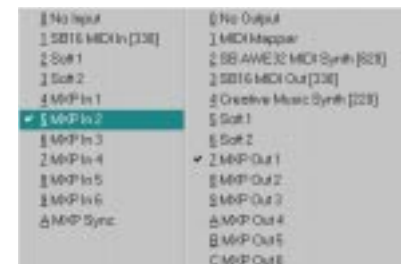 0 No Input
1 SB16 MIDI In [330]
2 Soft 1
3 Soft 2
4 MXP In 1
5 MXP In 2
6 MXP In 3
7 MXP In 4
8 MXP In 5
9 MXP In 6
A MXP Sync
0 No Output
1 MIDI Mapper
2 SB AWE32 MIDI Synth [620]
3 SB16 MIDI Out [330]
4 Creative Music Synth [220]
5 Soft 1
6 Soft 2
7 MXP Out 1
8 MXP Out 2
9 MXP Out 3
A MXP Out 4
B MXP Out 5
C MXP Out 6